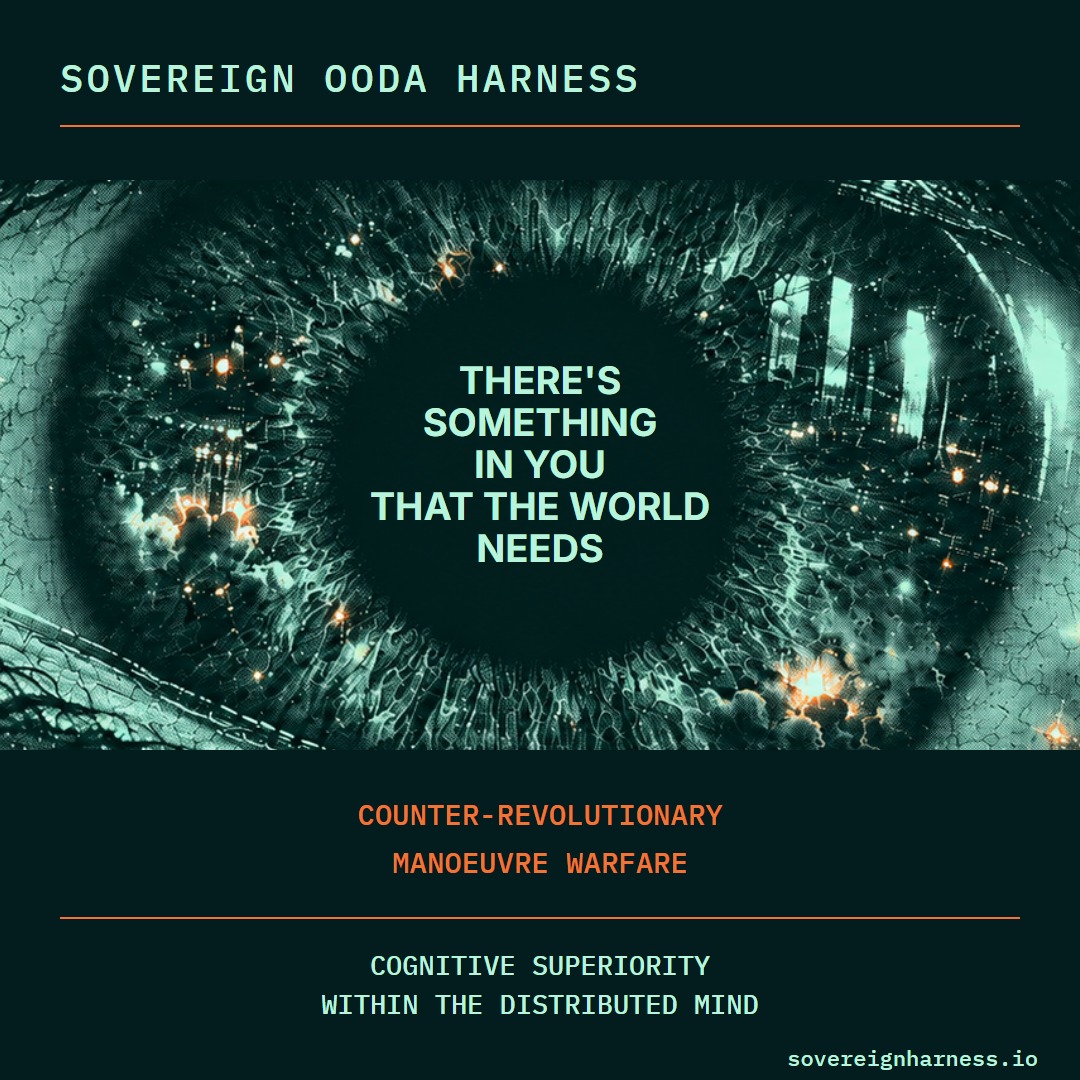 SOVEREIGN OODA HARNESS
THERE'S
SOMETHING
IN YOU
THAT THE WORLD
NEEDS
COUNTER-REVOLUTIONARY
MANOEUVRE WARFARE
COGNITIVE SUPERIORITY
WITHIN THE DISTRIBUTED MIND
sovereignharness.io